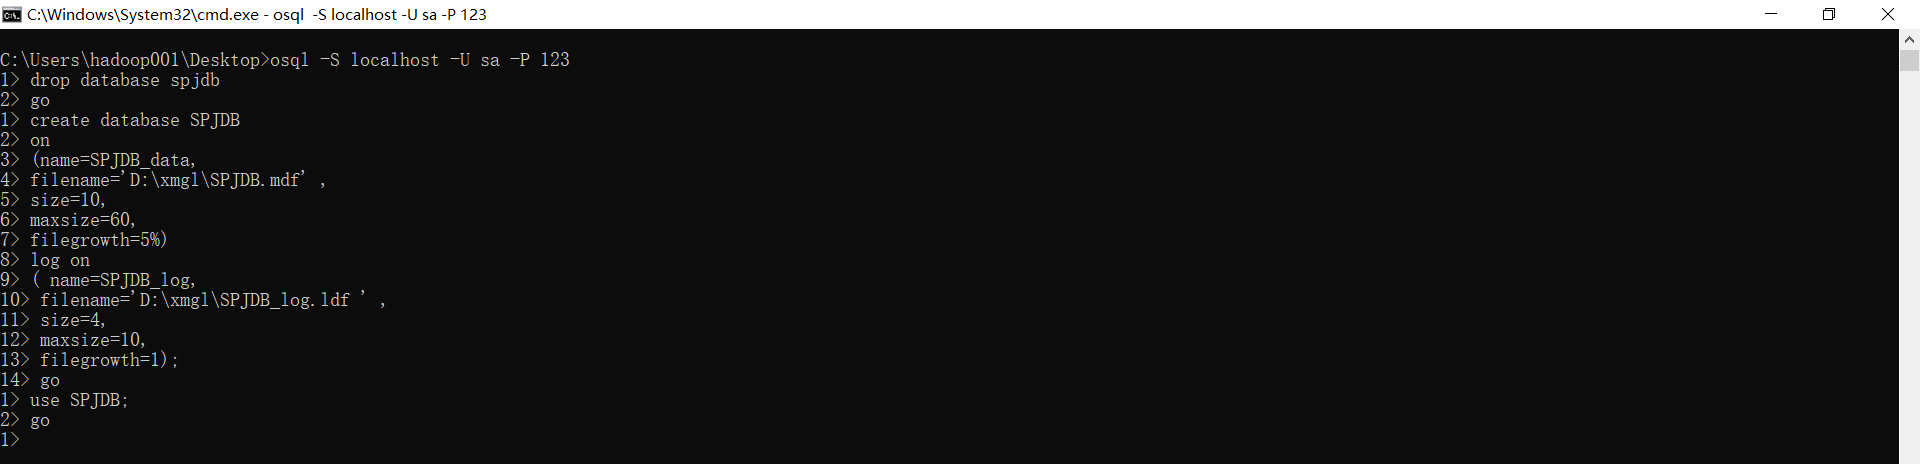 C:\Windows\System32\cmd.exe - osql  -S localhost -U sa -P 123
C:\Users\hadoop001\Desktop>osql -S localhost -U sa -P 123
1> drop database spjdb
2> go
1> create database SPJDB
2> on
3> (name=SPJDB_data,
4> filename='D:\xmgl\SPJDB.mdf' ,
5> size=10,
6> maxsize=60,
7> filegrowth=5%)
8> log on
9> ( name=SPJDB_log,
10> filename='D:\xmgl\SPJDB_log.ldf ' ,
11> size=4,
12> maxsize=10,
13> filegrowth=1);
14> go
1> use SPJDB;
2> go
1>